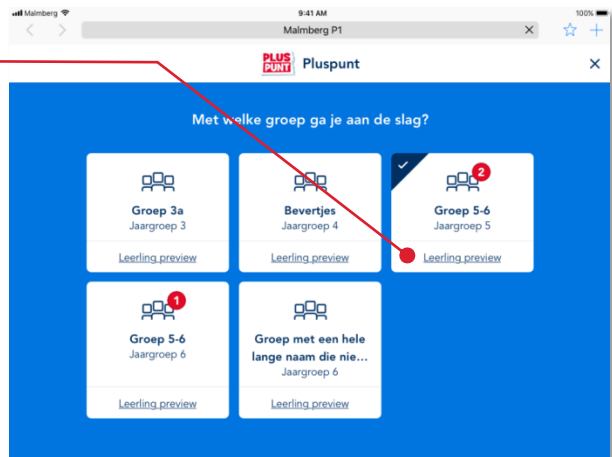 Malmberg
9:41 AM
100%
Malmberg P1
PLUS PUNT
Pluspunt
Met welke groep ga je aan de slag?
Groep 3a
Jaargroep 3
Leerling preview
Bevertjes
Jaargroep 4
Leerling preview
2
Groep 5-6
Jaargroep 5
Leerling preview
1
Groep 5-6
Jaargroep 6
Leerling preview
Groep met een hele
lange naam die nie...
Jaargroep 6
Leerling preview